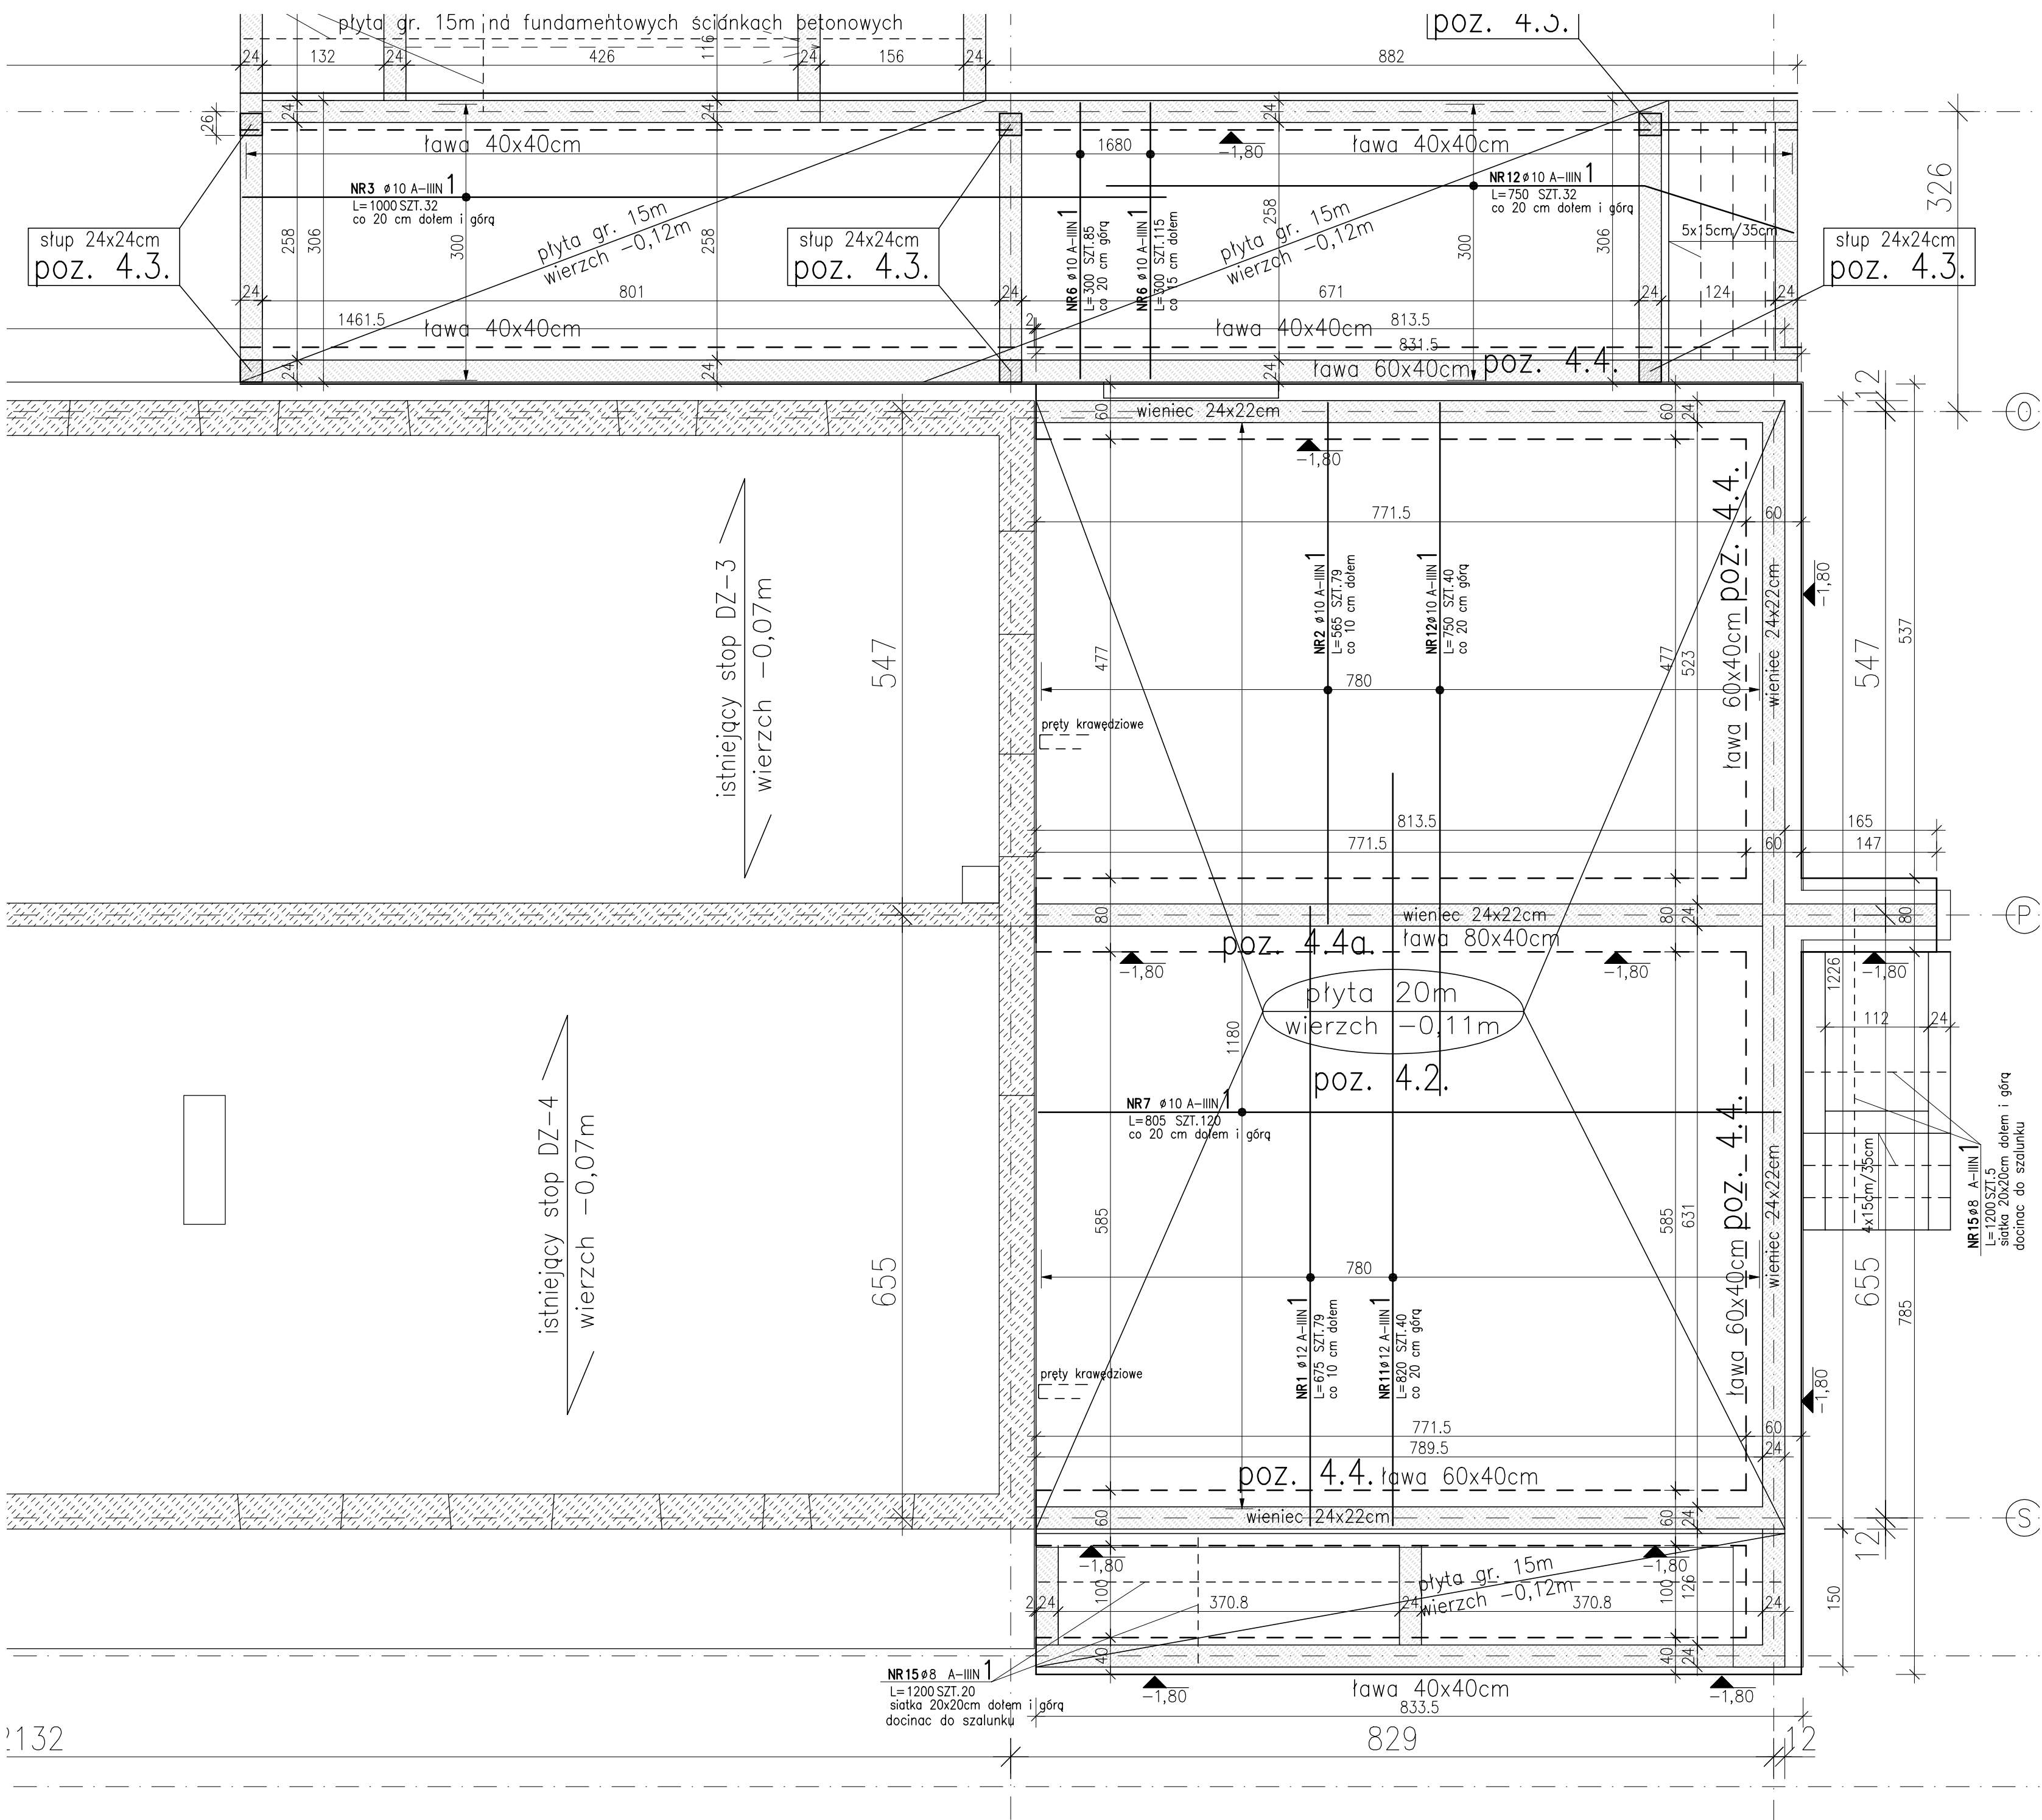 płyta gr. 15m na fundamentowych ściankach betonowych
poz. 4.3.
24
132
24
426
24
156
24
116
882
26
24
24
24
ława 40x40cm
1680
-1,80
ława 40x40cm
326
NR3 ø10 A-IIIN 1
L=1000 SZT.32
co 20 cm dołem i górą
NR12 ø10 A-IIIN 1
L=750 SZT.32
co 20 cm dołem i górą
słup 24x24cm
poz. 4.3.
258
306
300
płyta gr. 15m
wierzch -0,12m
258
słup 24x24cm
poz. 4.3.
NR6 ø10 A-IIIN 1
L=300 SZT.85
co 20 cm górą
NR6 ø10 A-IIIN 1
L=300 SZT.115
co 15 cm dołem
258
płyta gr. 15m
wierzch -0,12m
300
306
5x15cm/35cm
słup 24x24cm
poz. 4.3.
24
801
24
671
24
124
24
1461.5
ława 40x40cm
2
ława 40x40cm
813.5
831.5
24
24
24
ława 60x40cm
poz. 4.4.
12
O
60
wieniec 24x22cm
60
24
-1,80
771.5
60
poz. 4.4.
ława 60x40cm
wieniec 24x22cm
-1,80
istniejący stop DZ-3
wierzch -0,07m
547
477
NR2 ø10 A-IIIN 1
L=565 SZT.79
co 10 cm dołem
NR12 ø10 A-IIIN 1
L=750 SZT.40
co 20 cm górą
477
523
547
537
780
pręty krawędziowe
813.5
165
771.5
60
147
80
wieniec 24x22cm
80
24
80
P
poz. 4.4a.
ława 80x40cm
-1,80
-1,80
-1,80
1226
płyta 20m
wierzch -0,11m
1180
112
24
poz. 4.2.
NR7 ø10 A-IIIN 1
L=805 SZT.120
co 20 cm dołem i górą
istniejący stop DZ-4
wierzch -0,07m
655
585
585
631
poz. 4.4.
ława 60x40cm
wieniec 24x22cm
4x15cm/35cm
655
785
NR15 ø8 A-IIIN 1
L=1200 SZT.5
siatka 20x20cm dołem i górą
docinac do szalunku
780
NR1 ø12 A-IIIN 1
L=675 SZT.79
co 10 cm dołem
NR11 ø12 A-IIIN 1
L=820 SZT.40
co 20 cm górą
pręty krawędziowe
-1,80
771.5
60
789.5
24
poz. 4.4.
ława 60x40cm
60
wieniec 24x22cm
60
24
S
12
-1,80
-1,80
płyta gr. 15m
wierzch -0,12m
100
100
126
150
2
24
370.8
24
370.8
24
40
40
24
NR15 ø8 A-IIIN 1
L=1200 SZT.20
siatka 20x20cm dołem i górą
docinac do szalunku
-1,80
ława 40x40cm
-1,80
833.5
2132
829
12